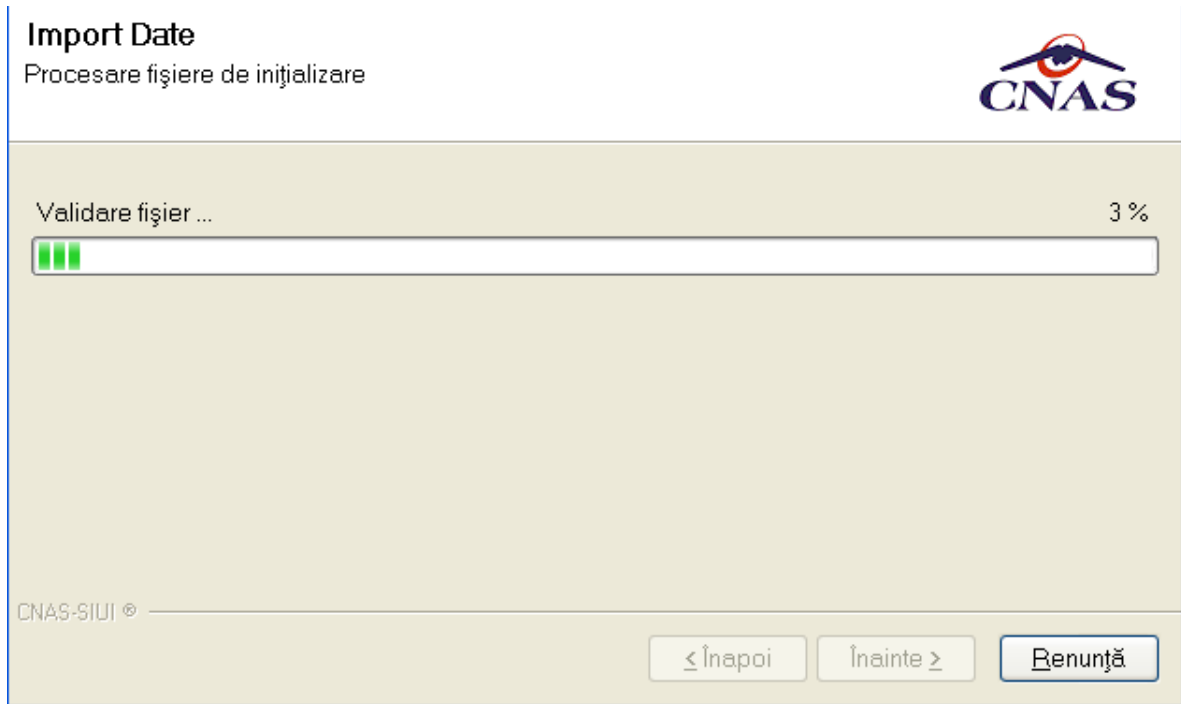 Import Date
Procesare fişiere de iniţializare
CNAS
Validare fişier ...
3 %
CNAS-SIUI ®
< Înapoi
Înainte >
Renunţă